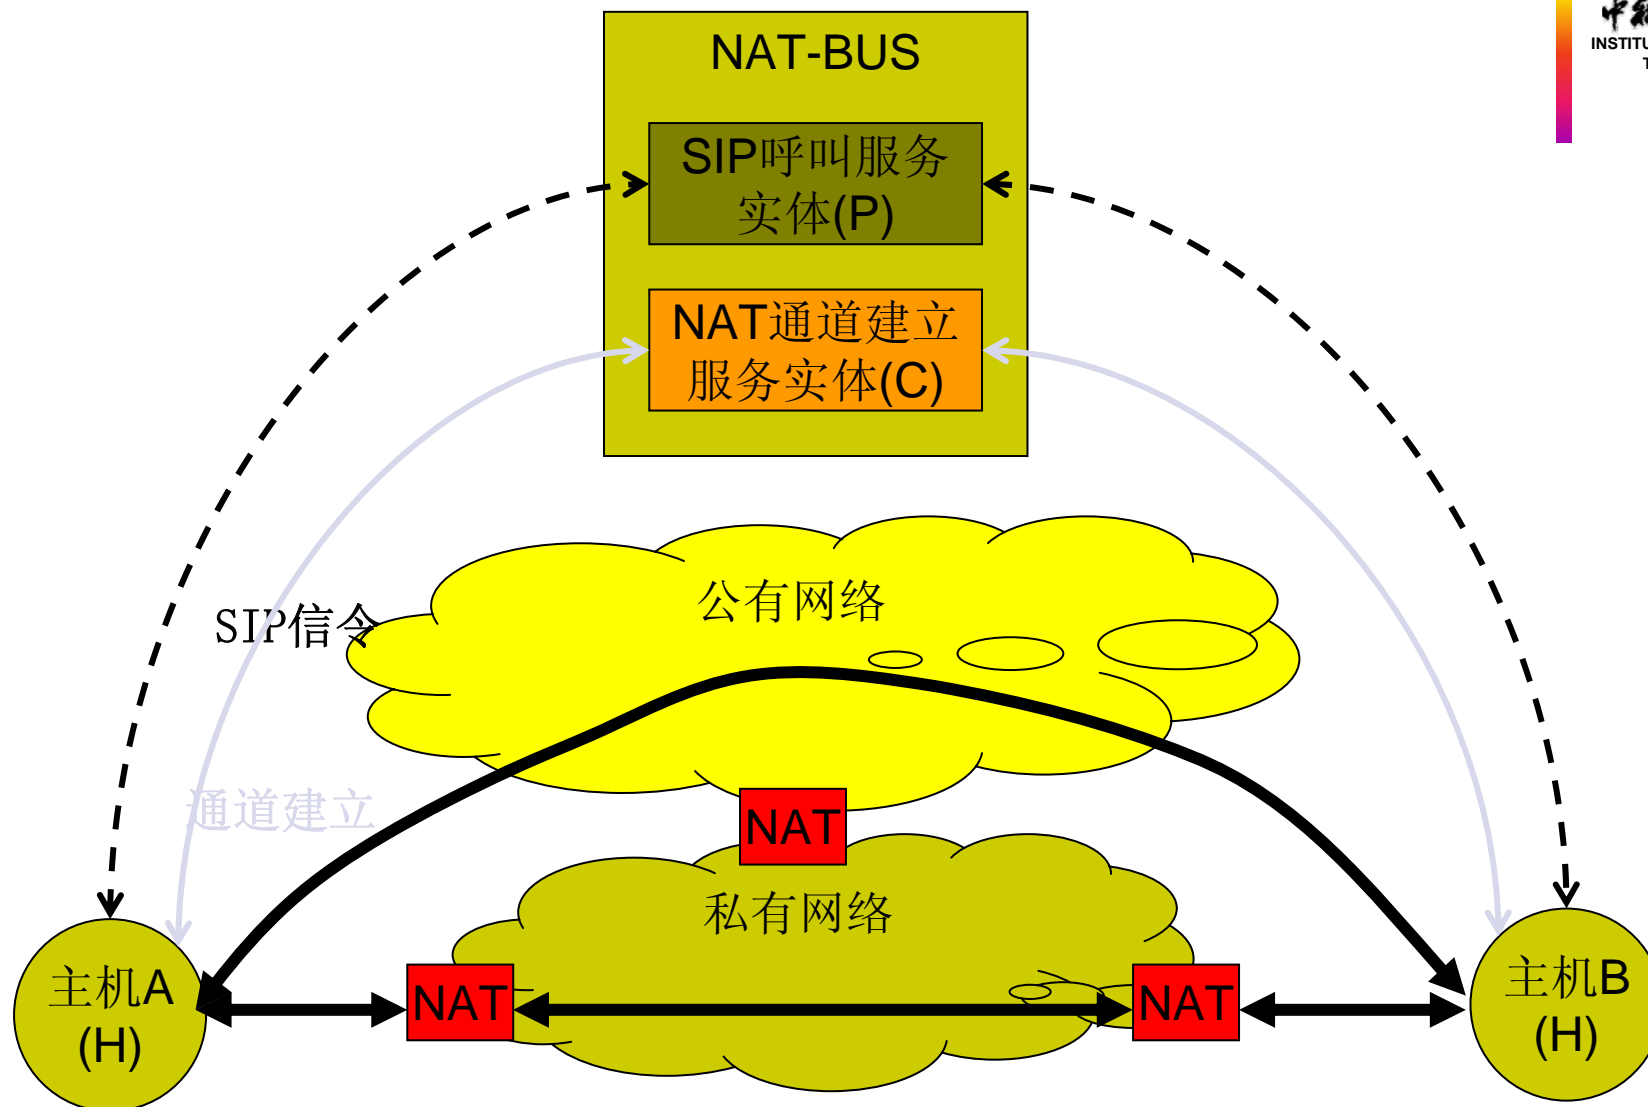 NAT-BUS
INSTITU
T
SIP呼叫服务
实体(P)
NAT通道建立
服务实体(C)
公有网络
SIP信令
通道建立
NAT
私有网络
主机A
(H)
NAT
NAT
主机B
(H)